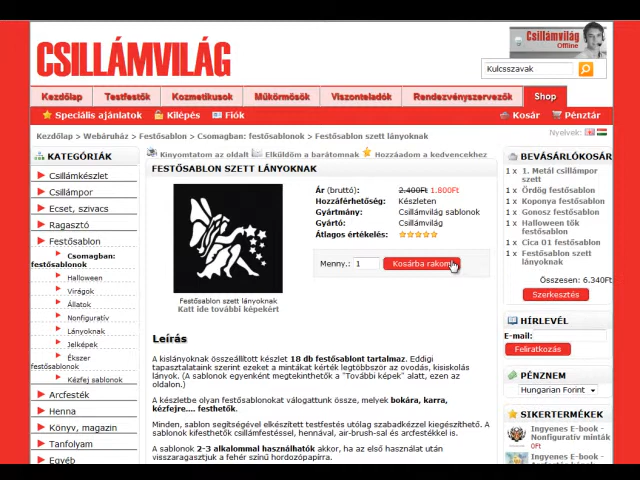 CSILLÁMVILÁG
Csillámvilág
Offline
Kulcsszavak
Kezdőlap
Testfestők
Kozmetikusok
Műkörmösök
Viszonteladók
Rendezvényszervezők
Shop
Speciális ajánlatok
Kilépés
Fiók
Kosár
Pénztár
Kezdőlap > Webáruház > Festősablon > Csomagban: festősablonok > Festősablon szett lányoknak
Nyelvek:
KATEGÓRIÁK
Csillámkészlet
Csillámpor
Ecset, szivacs
Ragasztó
Festősablon
Csomagban:
festősablonok
Halloween
Virágok
Állatok
Nonfiguratív
Lányoknak
Jelképek
Ékszer
festősablonok
Kézfej sablonok
Arcfesték
Henna
Könyv, magazin
Tanfolyam
Egyéb
Kinyomtatom az oldalt
Elküldöm a barátomnak
Hozzáadom a kedvencekhez
FESTŐSABLON SZETT LÁNYOKNAK
Ár (bruttó): 2.400Ft 1.800Ft
Hozzáférhetőség: Készleten
Gyártmány: Csillámvilág sablonok
Gyártó: Csillámvilág
Átlagos értékelés:
Menny.: 1
Kosárba rakom
Festősablon szett lányoknak
Katt ide további képekért
Leírás
A kislányoknak összeállított készlet 18 db festősablont tartalmaz. Eddigi
tapasztalataink szerint ezeket a mintákat kérték legtöbbször az ovodás, kisiskolás
lányok. (A sablonok egyenként megtekinthetők a "További képek" alatt, ezen az
oldalon.)
A készletbe olyan festősablonokat válogattunk össze, melyek bokára, karra,
kézfejre.... festhetők.
Minden, sablon segítségével elkészített testfestés utólag szabadkézzel kiegészíthető. A
sablonok kifesthetők csillámfestéssel, hennával, air-brush-sal és arcfestékkel is.
A sablonok 2-3 alkalommal használhatók akkor, ha az első használat után
visszaragasztjuk a fehér színű hordozópapírra.
BEVÁSÁRLÓKOSÁR
1 x 1. Metál csillámpor
szett
1 x Ördög festősablon
1 x Koponya festősablon
1 x Gonosz festősablon
1 x Halloween tök
festősablon
1 x Cica 01 festősablon
1 x Festősablon szett
lányoknak
Összesen: 6.340Ft
Szerkesztés
HÍRLEVÉL
E-mail:
Feliratkozás
PÉNZNEM
Hungarian Forint
SIKERTERMÉKEK
Ingyenes E-book -
Nonfiguratív minták
0Ft
Ingyenes E-book -